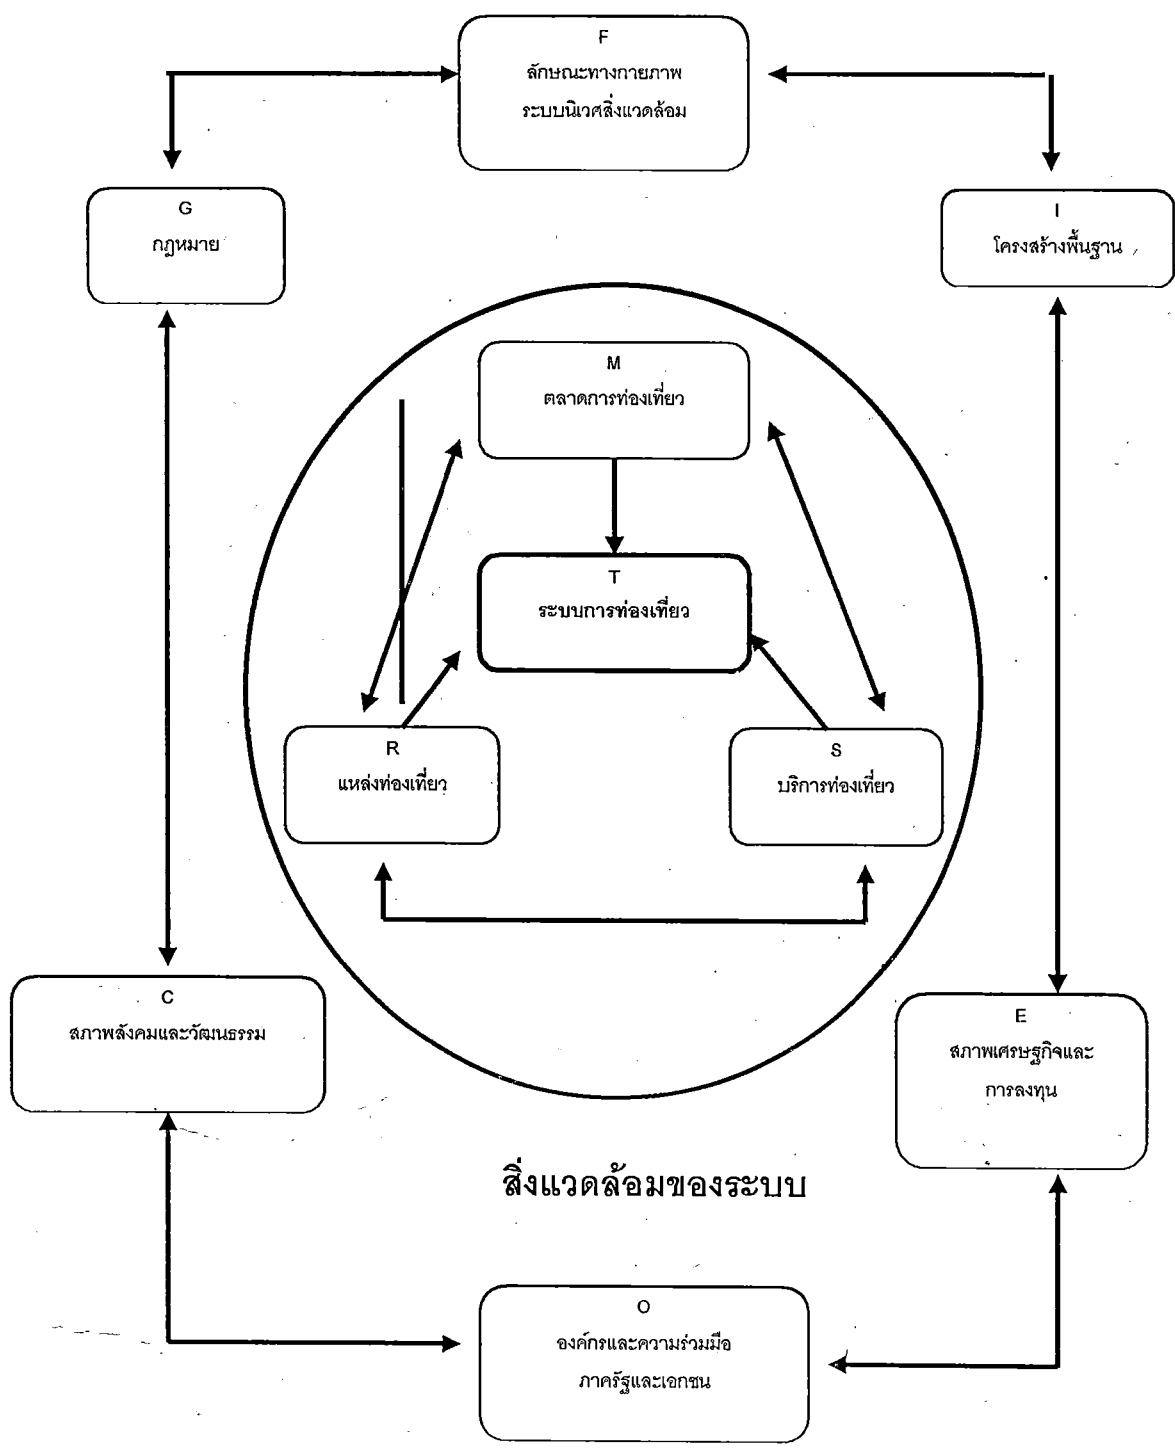 F
ลักษณะทางกายภาพ
ระบบนิเวศสิ่งแวดล้อม
G
กฎหมาย
I
โครงสร้างพื้นฐาน
M
ตลาดการท่องเที่ยว
T
ระบบการท่องเที่ยว
R
แหล่งท่องเที่ยว
S
บริการท่องเที่ยว
C
สภาพสังคมและวัฒนธรรม
E
สภาพเศรษฐกิจและ
การลงทุน
สิ่งแวดล้อมของระบบ
O
องค์กรและความร่วมมือ
ภาครัฐและเอกชน